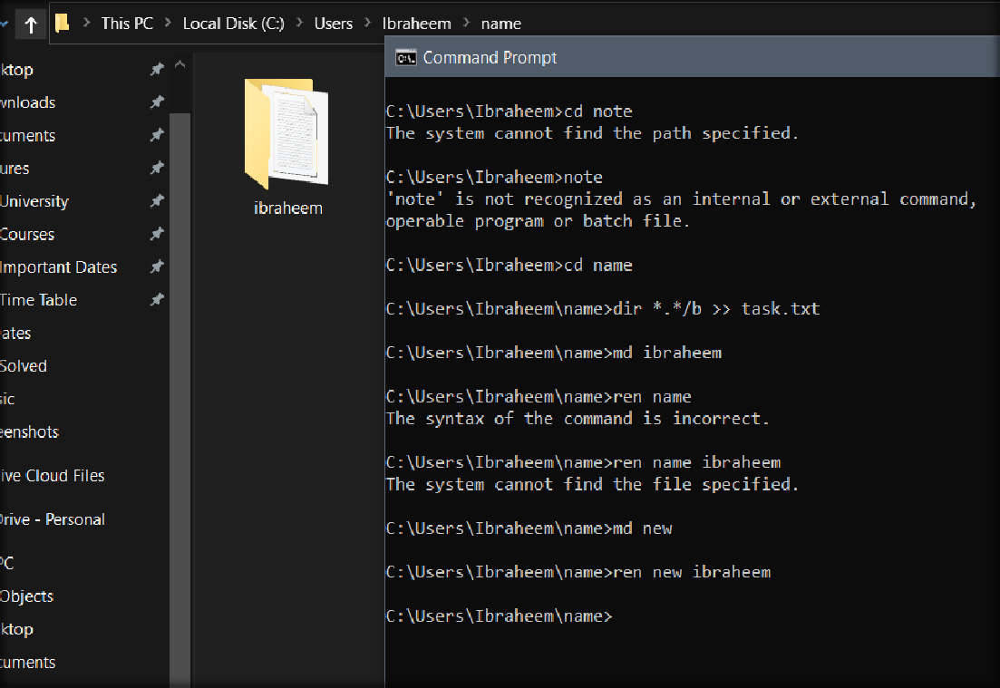 This PC > Local Disk (C:) > Users > Ibraheem > name
ktop
wnloads
cuments
ures
University
Courses
Important Dates
Time Table
ates
Solved
sic
eenshots
ive Cloud Files
Drive - Personal
PC
Objects
ktop
cuments
ibraheem
C:\. Command Prompt
C:\Users\Ibraheem>cd note
The system cannot find the path specified.
C:\Users\Ibraheem>note
'note' is not recognized as an internal or external command,
operable program or batch file.
C:\Users\Ibraheem>cd name
C:\Users\Ibraheem\name>dir *.*/b >> task.txt
C:\Users\Ibraheem\name>md ibraheem
C:\Users\Ibraheem\name>ren name
The syntax of the command is incorrect.
C:\Users\Ibraheem\name>ren name ibraheem
The system cannot find the file specified.
C:\Users\Ibraheem\name>md new
C:\Users\Ibraheem\name>ren new ibraheem
C:\Users\Ibraheem\name>